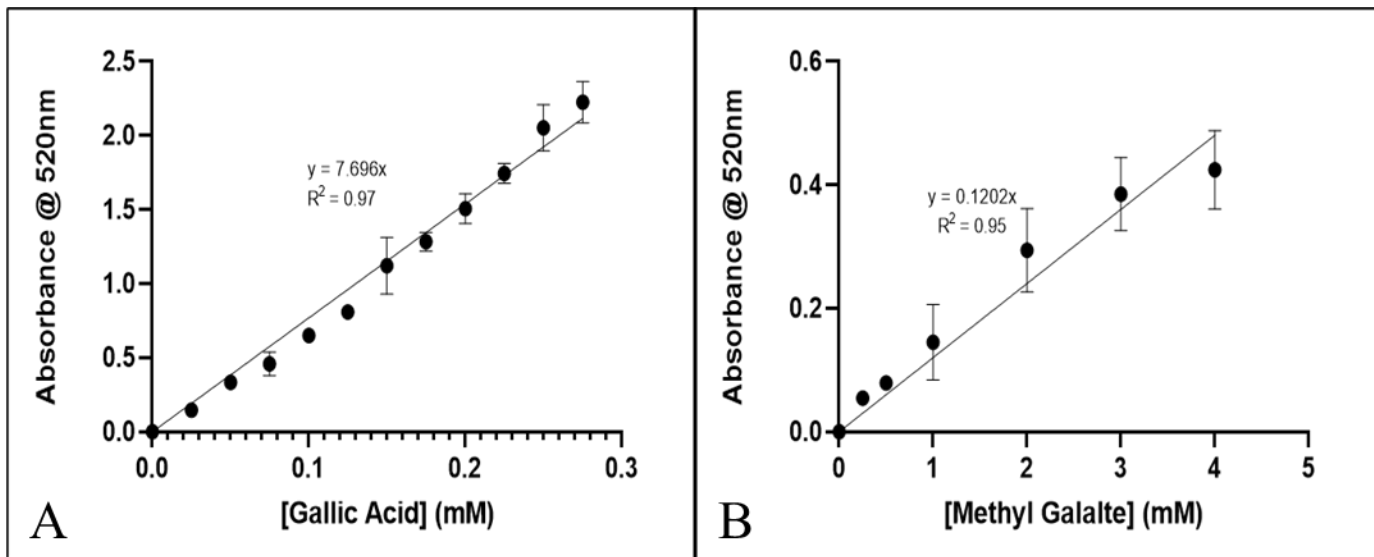 Absorbance @ 520nm
2.5
2.0
1.5
1.0
0.5
0.0
y = 7.696x
R² = 0.97
0.0 0.1 0.2 0.3
[Gallic Acid] (mM)
A
Absorbance @ 520nm
0.6
0.4
0.2
0.0
y = 0.1202x
R² = 0.95
0 1 2 3 4 5
[Methyl Galalte] (mM)
B